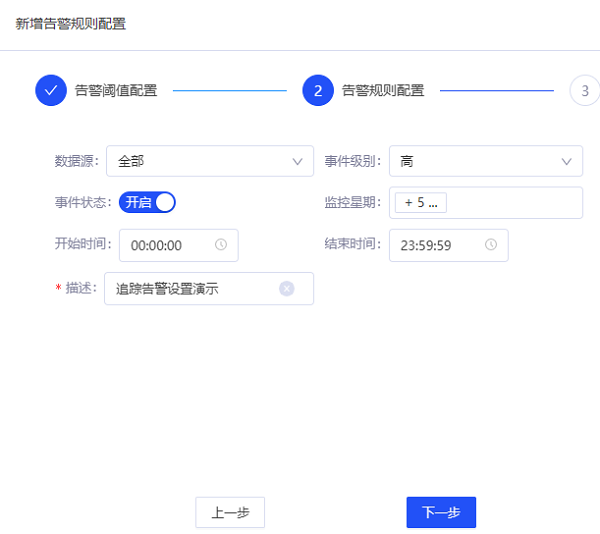 新增告警规则配置
告警阈值配置 2 告警规则配置 3
数据源： 全部 事件级别： 高
事件状态： 开启 监控星期： + 5 ...
开始时间： 00:00:00 结束时间： 23:59:59
* 描述： 追踪告警设置演示
上一步 下一步